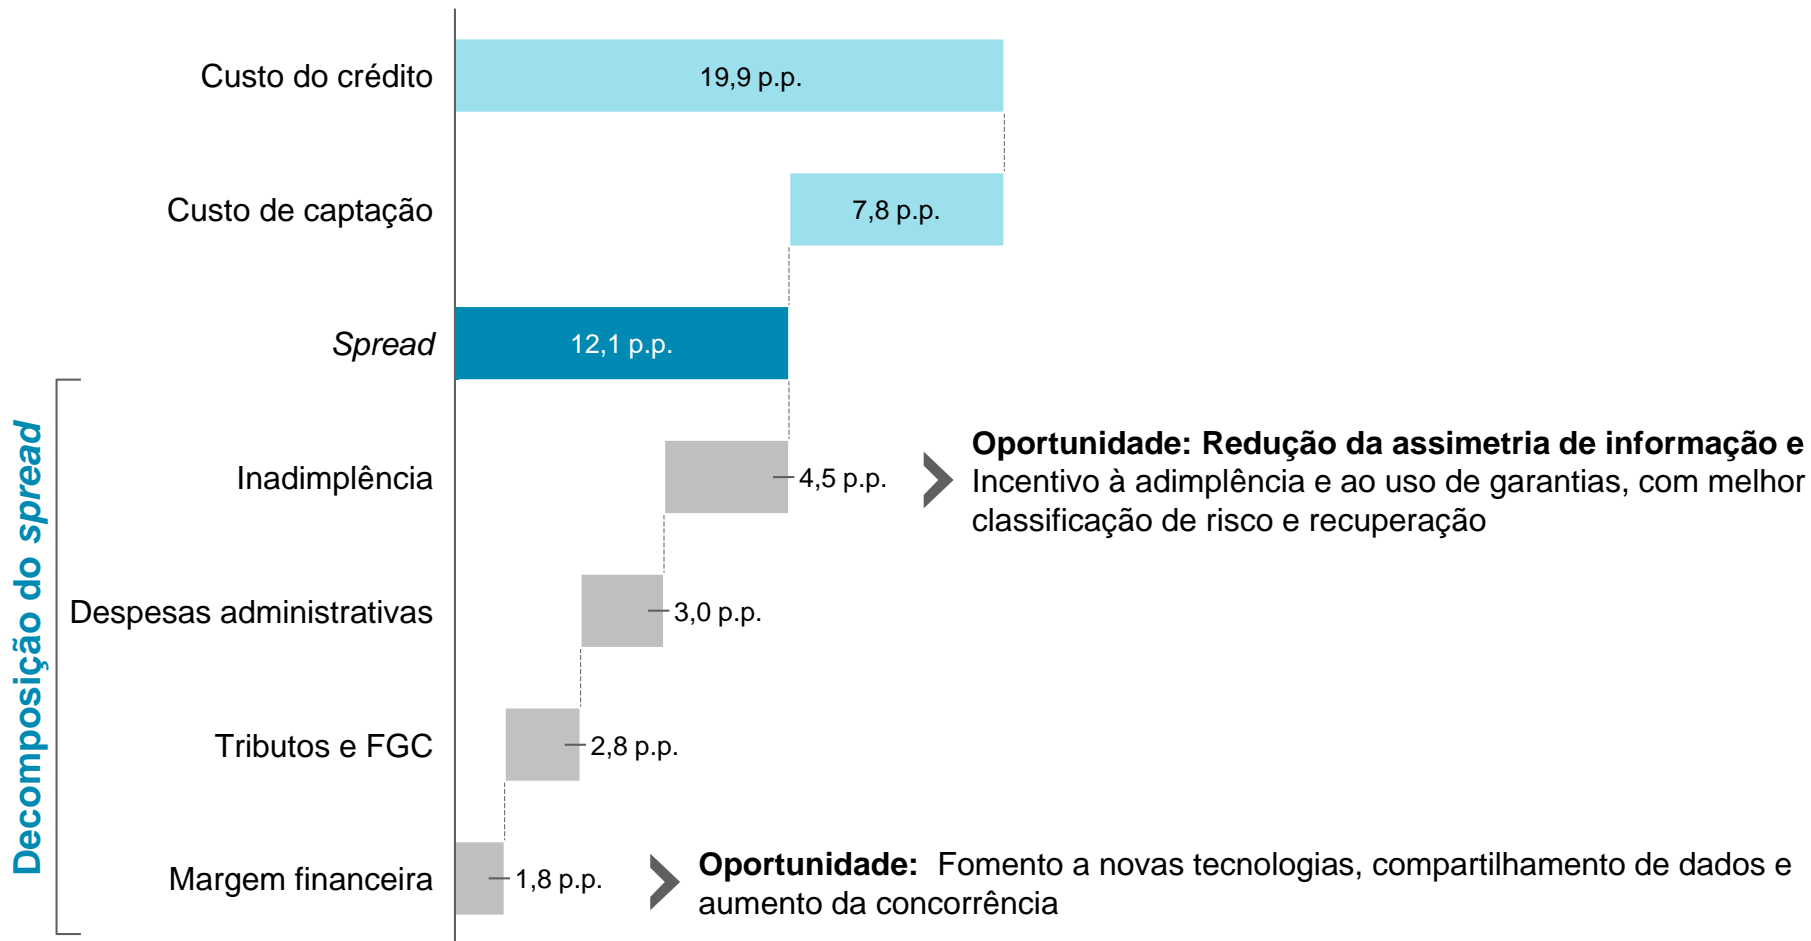 Custo do crédito
19,9 p.p.
Custo de captação
7,8 p.p.
Spread
12,1 p.p.
Decomposição do spread
Inadimplência
4,5 p.p.
Oportunidade: Redução da assimetria de informação e
Incentivo à adimplência e ao uso de garantias, com melhor
classificação de risco e recuperação
Despesas administrativas
3,0 p.p.
Tributos e FGC
2,8 p.p.
Margem financeira
1,8 p.p.
Oportunidade: Fomento a novas tecnologias, compartilhamento de dados e
aumento da concorrência